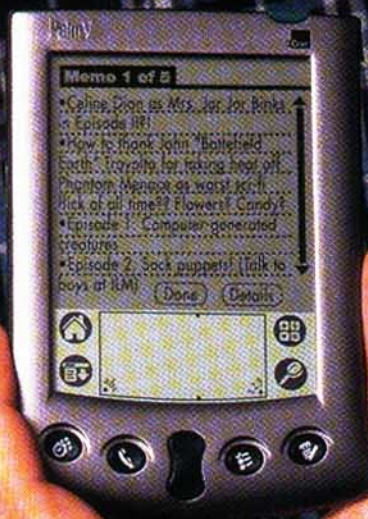 Palm V
Memo 1 of 5
•Celine Dion as Mrs. Jar Jar Binks
in Episode III?!
•How to thank John "Battlefield
Earth" Travolta for taking heat off
Phantom Menace as worst sci-fi
flick of all time?? Flowers? Candy?
•Episode 1: Computer-generated
creatures
•Episode 2: Sock puppets! (Talk to
boys at ILM)
Done Details